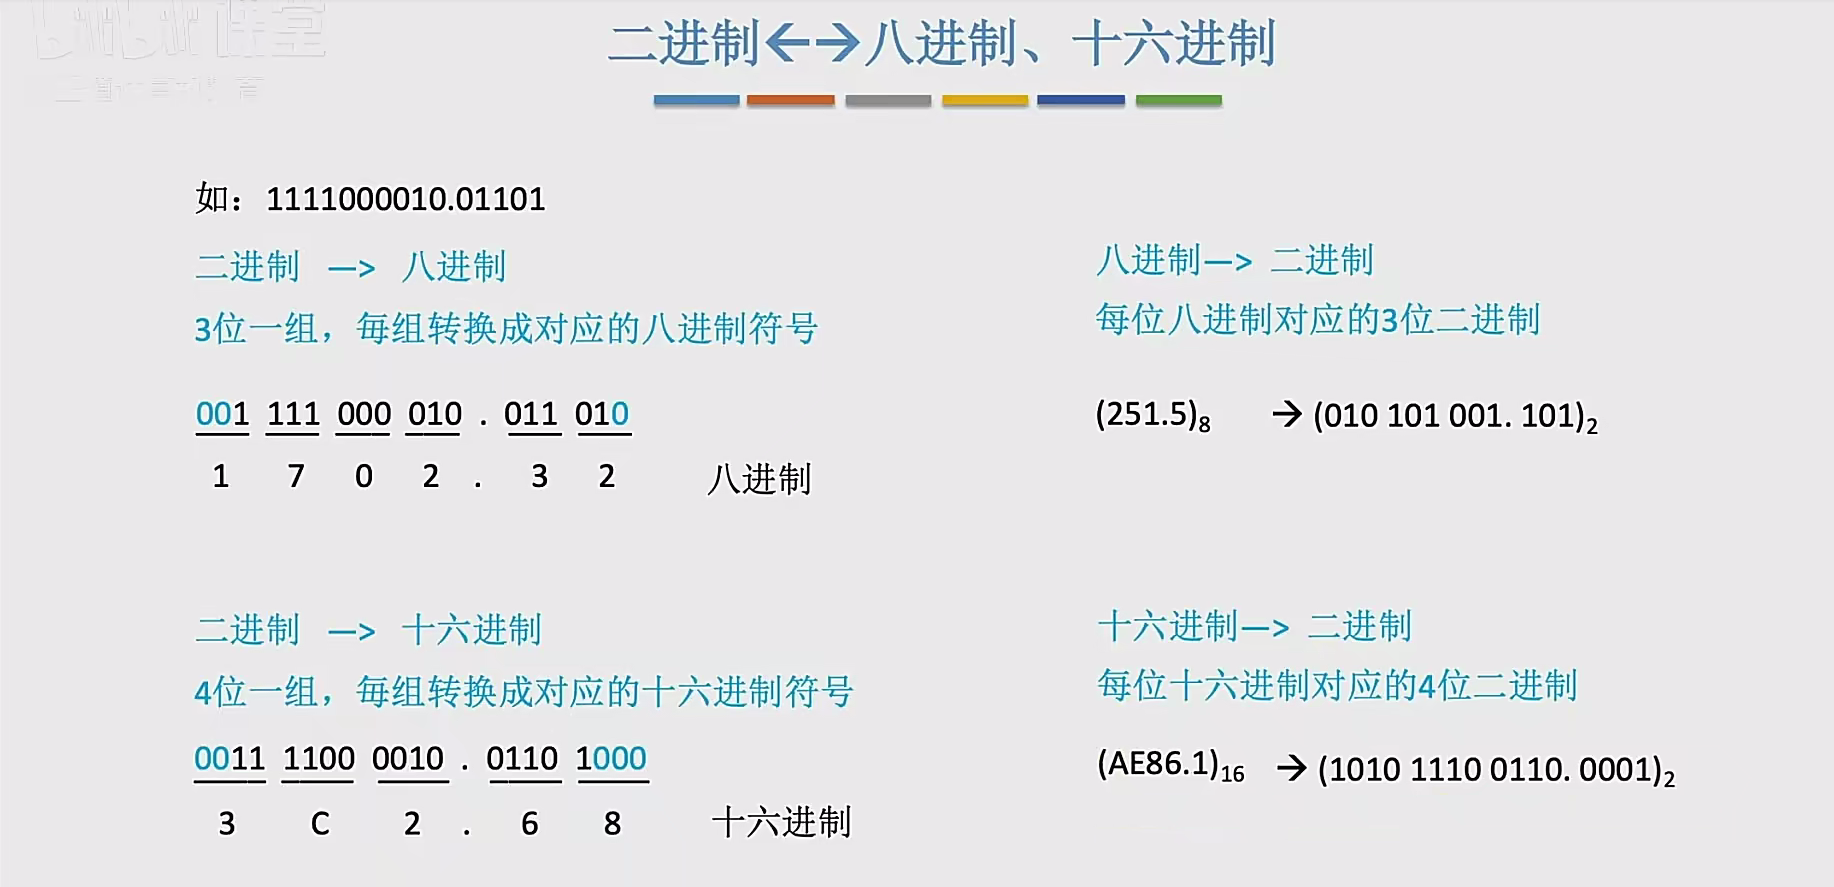 二进制←→八进制、十六进制
如：1111000010.01101
二进制 —> 八进制
3位一组，每组转换成对应的八进制符号
001 111 000 010 . 011 010
1 7 0 2 . 3 2 八进制
二进制 —> 十六进制
4位一组，每组转换成对应的十六进制符号
0011 1100 0010 . 0110 1000
3 C 2 . 6 8 十六进制
八进制—> 二进制
每位八进制对应的3位二进制
(251.5)₈ → (010 101 001. 101)₂
十六进制—> 二进制
每位十六进制对应的4位二进制
(AE86.1)₁₆ → (1010 1110 0110. 0001)₂